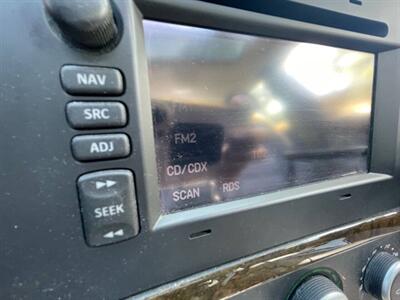 NAV
SRC
ADJ
SEEK
FM2
CD/CDX
SCAN RDS